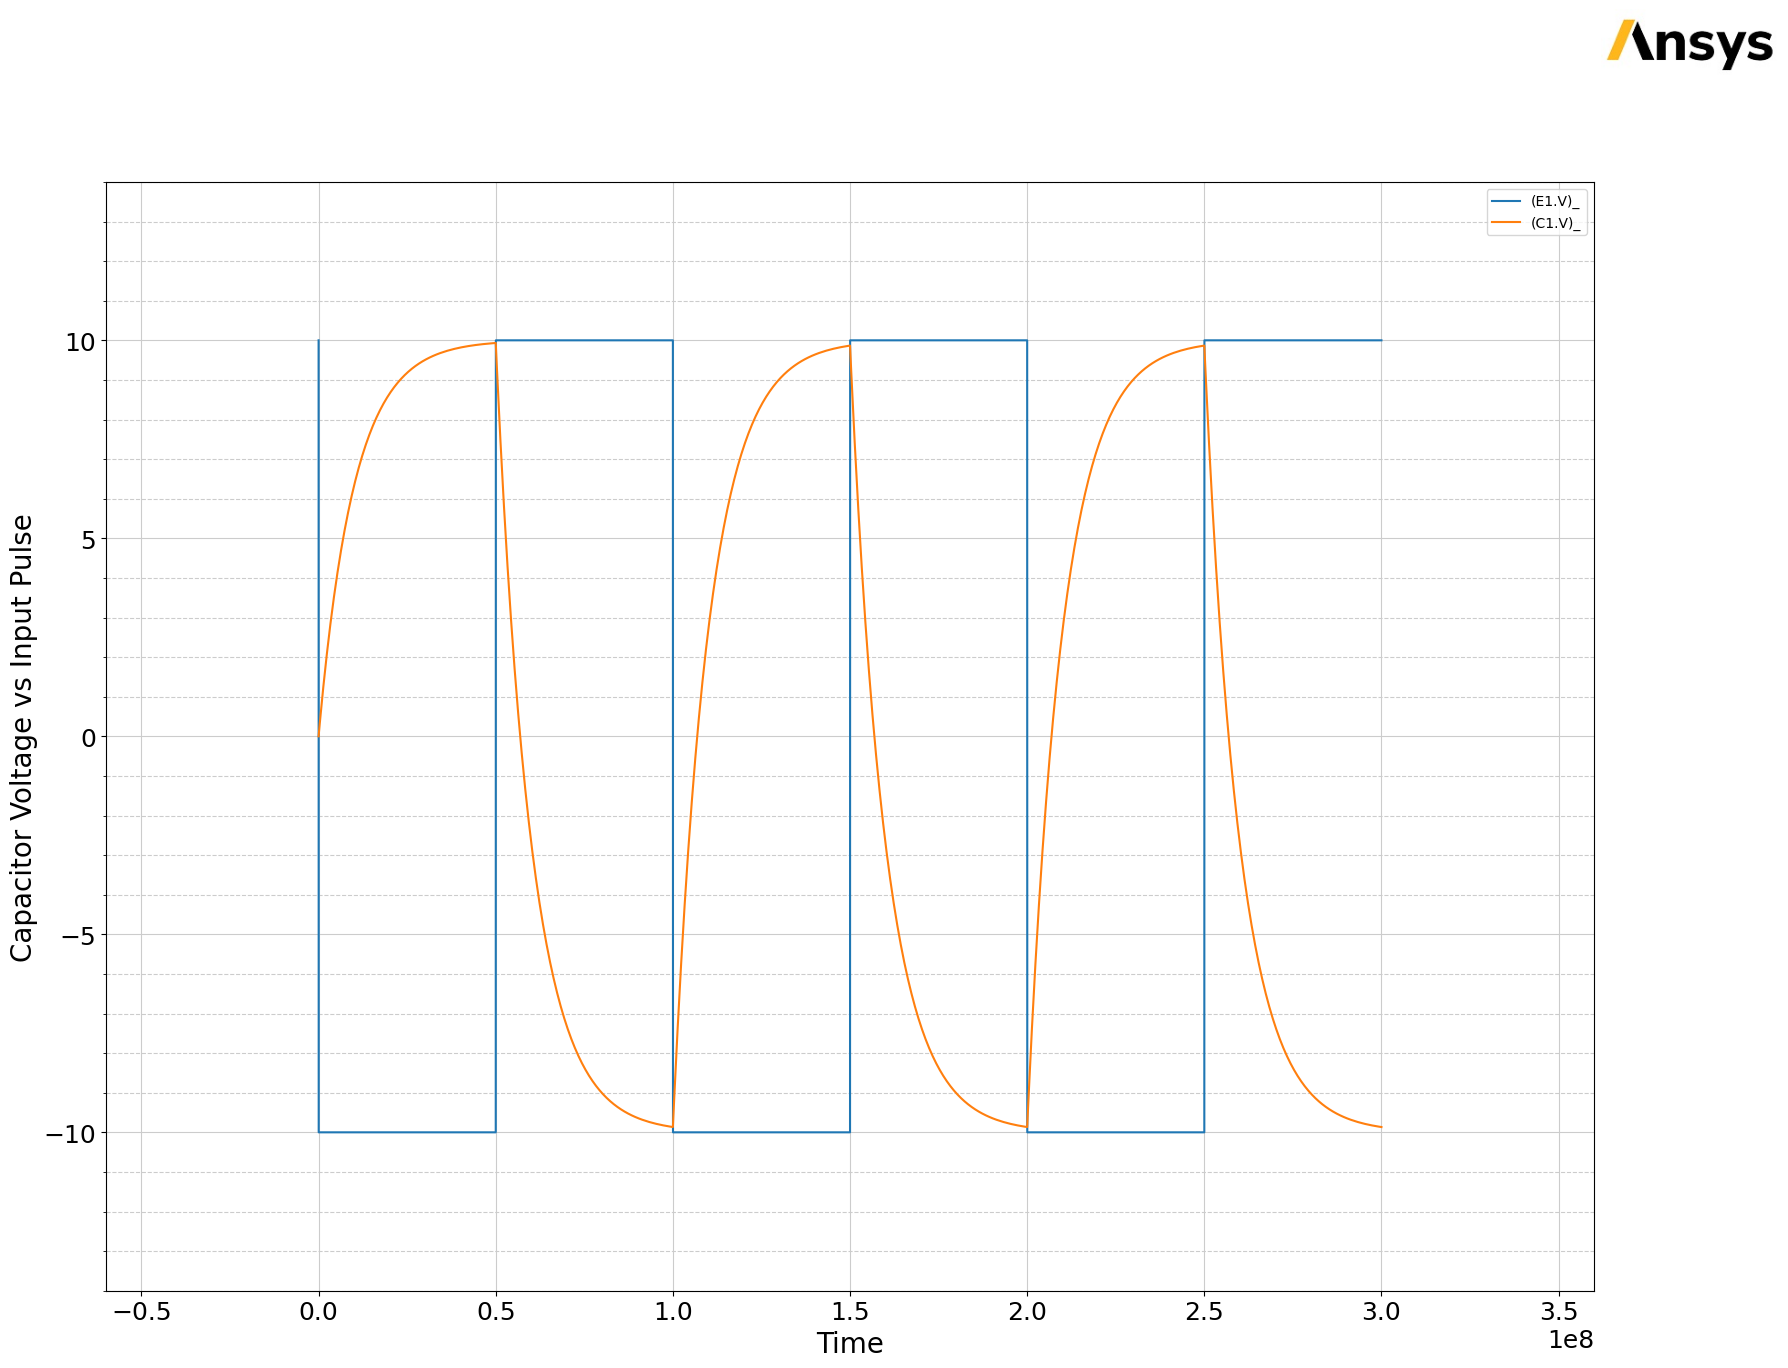 Ansys
(E1.V)_
(C1.V)_
Capacitor Voltage vs Input Pulse
10
5
0
−5
−10
−0.5 0.0 0.5 1.0 1.5 2.0 2.5 3.0 3.5
1e8
Time